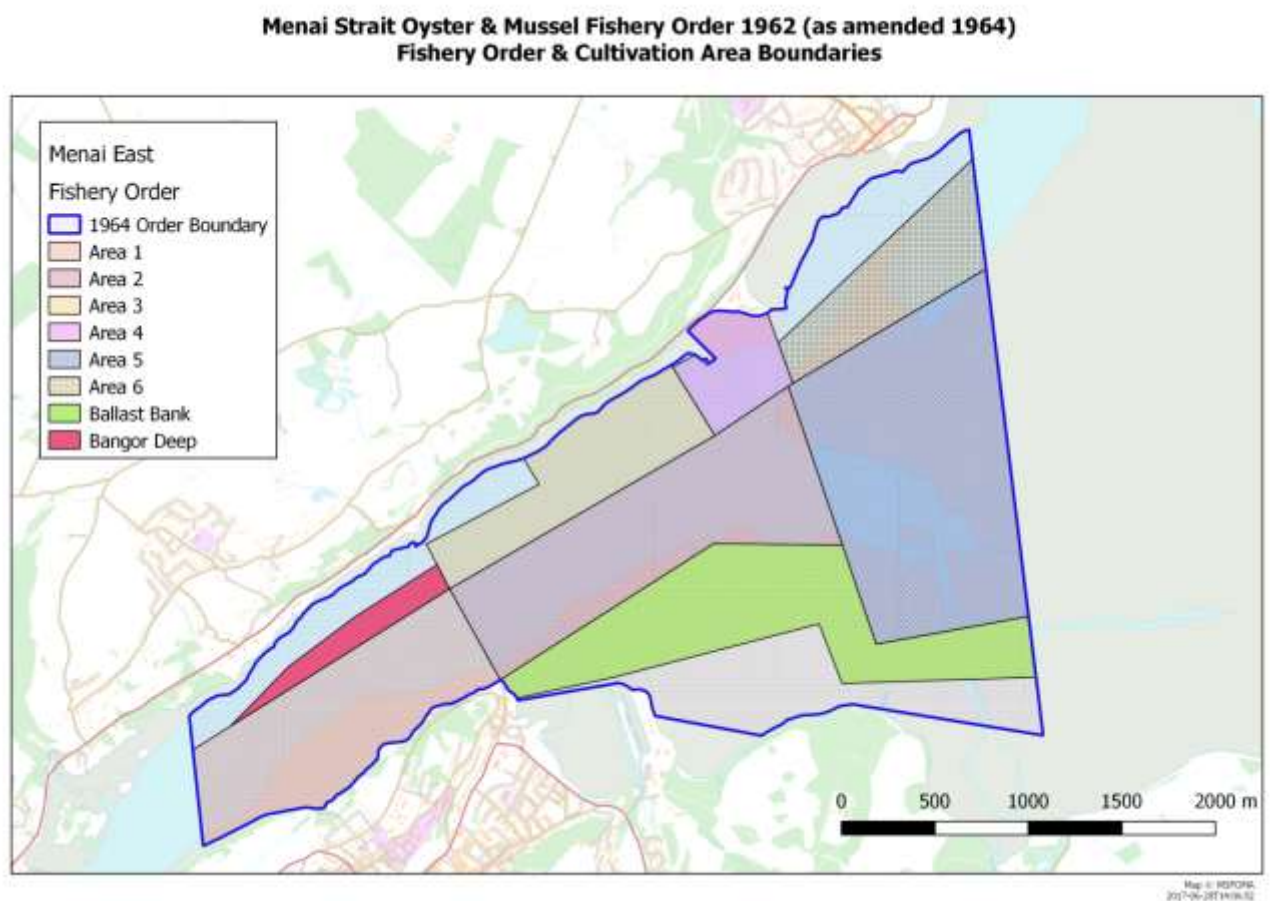 Menai Strait Oyster & Mussel Fishery Order 1962 (as amended 1964)
Fishery Order & Cultivation Area Boundaries
Menai East
Fishery Order
1964 Order Boundary
Area 1
Area 2
Area 3
Area 4
Area 5
Area 6
Ballast Bank
Bangor Deep
0 500 1000 1500 2000 m